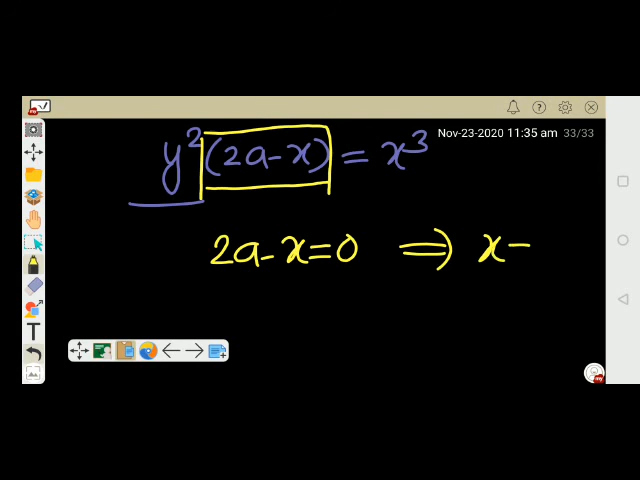 Nov-23-2020 11:35 am 33/33
y²(2a-x) = x³
2a-x=0 ⟹ x-
T